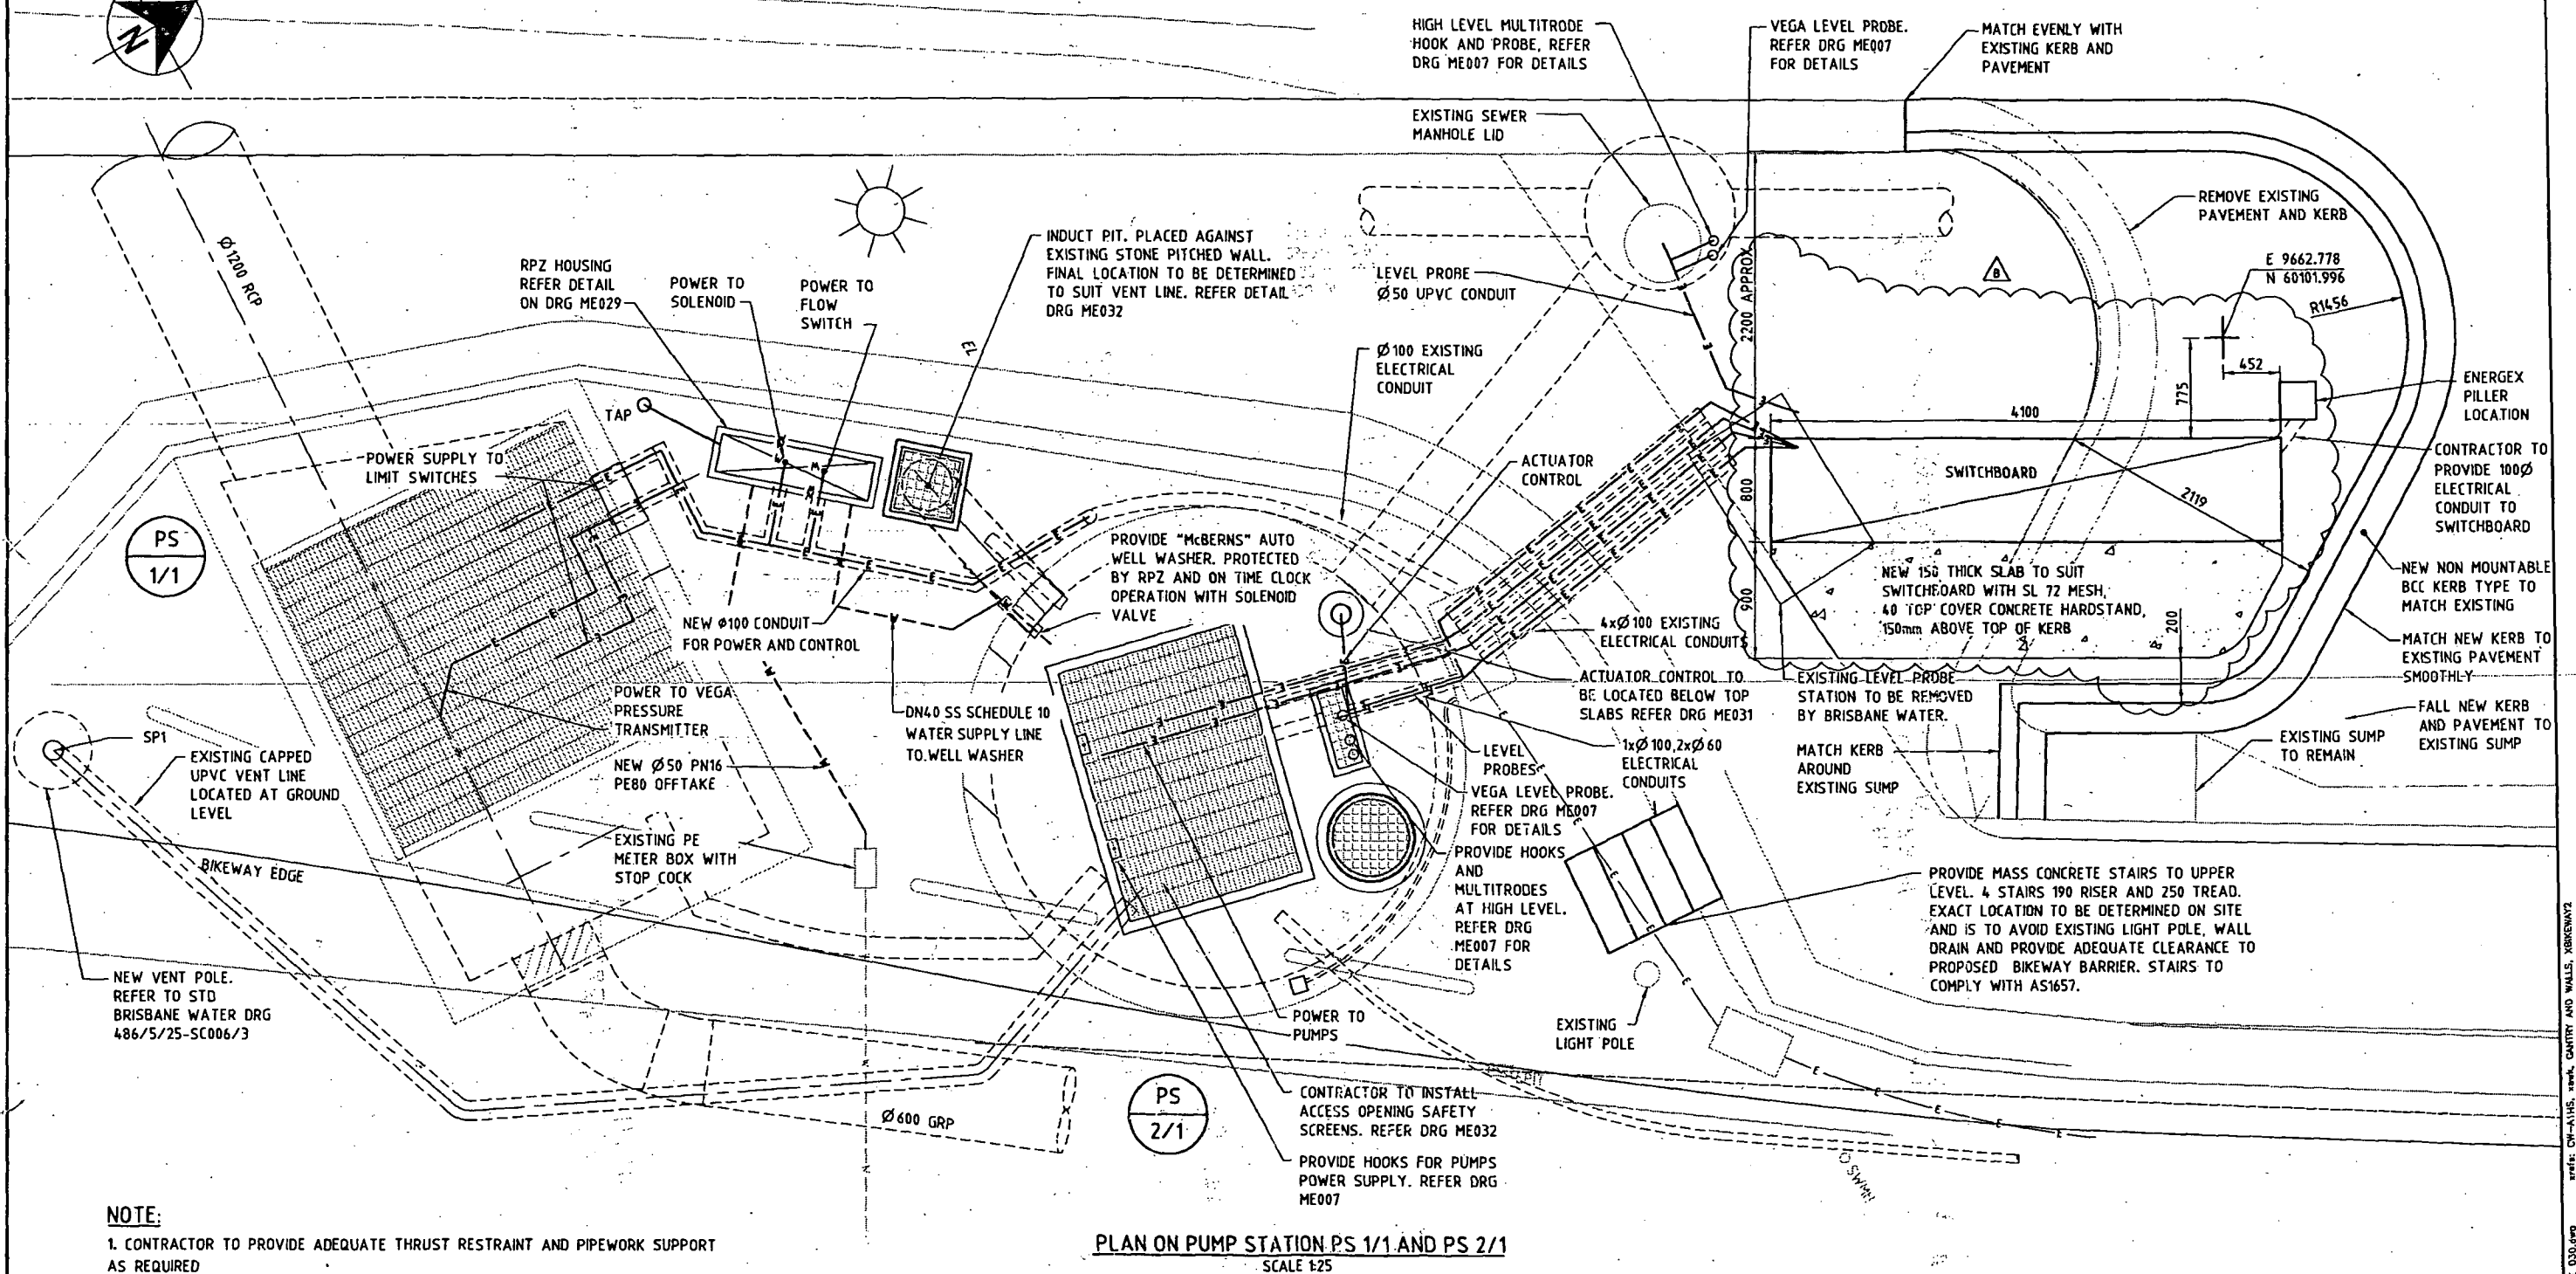 N
HIGH LEVEL MULTITRODE
HOOK AND PROBE, REFER
DRG ME007 FOR DETAILS
VEGA LEVEL PROBE.
REFER DRG ME007
FOR DETAILS
MATCH EVENLY WITH
EXISTING KERB AND
PAVEMENT
EXISTING SEWER
MANHOLE LID
REMOVE EXISTING
PAVEMENT AND KERB
Ø1200 RCP
RPZ HOUSING
REFER DETAIL
ON DRG ME029
POWER TO
SOLENOID
POWER TO
FLOW
SWITCH
INDUCT PIT. PLACED AGAINST
EXISTING STONE PITCHED WALL.
FINAL LOCATION TO BE DETERMINED
TO SUIT VENT LINE. REFER DETAIL
DRG ME032
EL
LEVEL PROBE
Ø50 UPVC CONDUIT
2200 APPROX
B
E 9662.778
N 60101.996
R1456
Ø100 EXISTING
ELECTRICAL
CONDUIT
452
775
ENERGEX
PILLER
LOCATION
TAP
4100
POWER SUPPLY TO
LIMIT SWITCHES
ACTUATOR
CONTROL
SWITCHBOARD
800
2119
CONTRACTOR TO
PROVIDE 100Ø
ELECTRICAL
CONDUIT TO
SWITCHBOARD
PS
1/1
PROVIDE "McBERNS" AUTO
WELL WASHER. PROTECTED
BY RPZ AND ON TIME CLOCK
OPERATION WITH SOLENOID
VALVE
NEW 150 THICK SLAB TO SUIT
SWITCHBOARD WITH SL 72 MESH,
40 TOP COVER CONCRETE HARDSTAND,
150mm ABOVE TOP OF KERB
900
200
NEW NON MOUNTABLE
BCC KERB TYPE TO
MATCH EXISTING
NEW Ø100 CONDUIT
FOR POWER AND CONTROL
4xØ100 EXISTING
ELECTRICAL CONDUITS
MATCH NEW KERB TO
EXISTING PAVEMENT
SMOOTHLY
ACTUATOR CONTROL TO
BE LOCATED BELOW TOP
SLABS REFER DRG ME031
EXISTING LEVEL PROBE
STATION TO BE REMOVED
BY BRISBANE WATER.
POWER TO VEGA
PRESSURE
TRANSMITTER
DN40 SS SCHEDULE 10
WATER SUPPLY LINE
TO WELL WASHER
FALL NEW KERB
AND PAVEMENT TO
EXISTING SUMP
SP1
EXISTING CAPPED
UPVC VENT LINE
LOCATED AT GROUND
LEVEL
NEW Ø50 PN16
PE80 OFFTAKE
LEVEL
PROBES
1xØ100,2xØ60
ELECTRICAL
CONDUITS
MATCH KERB
AROUND
EXISTING SUMP
EXISTING SUMP
TO REMAIN
VEGA LEVEL PROBE.
REFER DRG ME007
FOR DETAILS
EXISTING PE
METER BOX WITH
STOP COCK
BIKEWAY EDGE
PROVIDE HOOKS
AND
MULTITRODES
AT HIGH LEVEL.
REFER DRG
ME007 FOR
DETAILS
PROVIDE MASS CONCRETE STAIRS TO UPPER
LEVEL. 4 STAIRS 190 RISER AND 250 TREAD.
EXACT LOCATION TO BE DETERMINED ON SITE
AND IS TO AVOID EXISTING LIGHT POLE, WALL
DRAIN AND PROVIDE ADEQUATE CLEARANCE TO
PROPOSED BIKEWAY BARRIER. STAIRS TO
COMPLY WITH AS1657.
NEW VENT POLE.
REFER TO STD
BRISBANE WATER DRG
486/5/25-SC006/3
POWER TO
PUMPS
EXISTING
LIGHT POLE
Ø600 GRP
PS
2/1
CONTRACTOR TO INSTALL
ACCESS OPENING SAFETY
SCREENS. REFER DRG ME032
PROVIDE HOOKS FOR PUMPS
POWER SUPPLY. REFER DRG
ME007
SWMH
NOTE:
1. CONTRACTOR TO PROVIDE ADEQUATE THRUST RESTRAINT AND PIPEWORK SUPPORT
AS REQUIRED
PLAN ON PUMP STATION PS 1/1 AND PS 2/1
SCALE 1:25
GANTRY AND WALLS, XBIKEWAY2